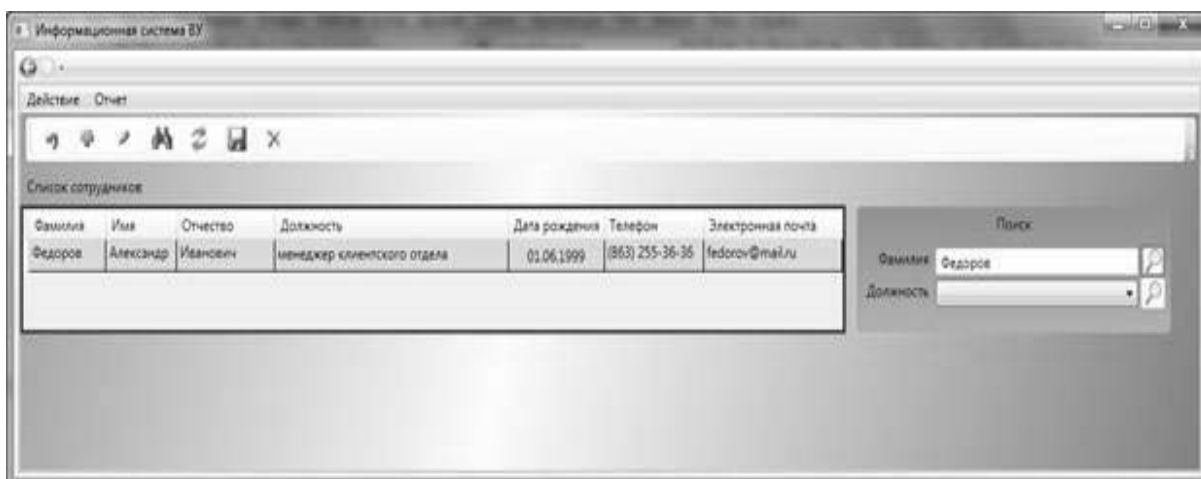 Информационная система ВУ
Действие Отчет
Список сотрудников
Фамилия Имя Отчество Должность Дата рождения Телефон Электронная почта
Федоров Александр Иванович менеджер клиентского отдела 01.06.1999 (863) 255-36-36 fedorov@mail.ru
Поиск
Фамилия Федоров
Должность